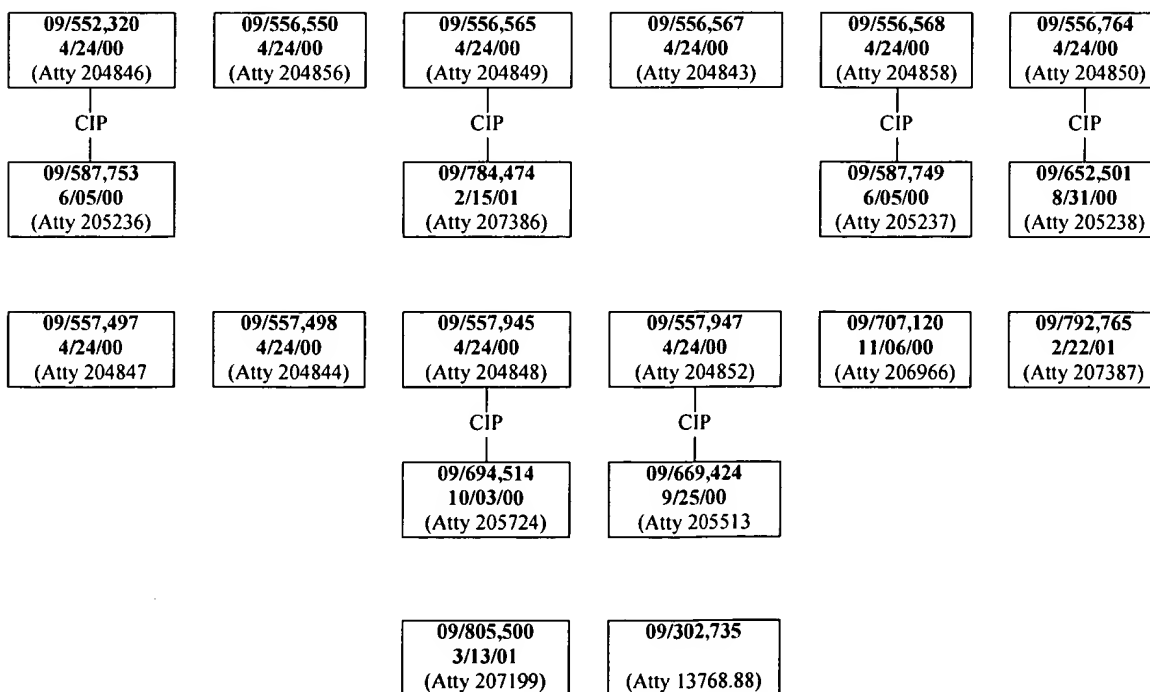 09/552,320
4/24/00
(Atty 204846)
09/556,550
4/24/00
(Atty 204856)
09/556,565
4/24/00
(Atty 204849)
09/556,567
4/24/00
(Atty 204843)
09/556,568
4/24/00
(Atty 204858)
09/556,764
4/24/00
(Atty 204850)
CIP
CIP
CIP
CIP
09/587,753
6/05/00
(Atty 205236)
09/784,474
2/15/01
(Atty 207386)
09/587,749
6/05/00
(Atty 205237)
09/652,501
8/31/00
(Atty 205238)
09/557,497
4/24/00
(Atty 204847
09/557,498
4/24/00
(Atty 204844)
09/557,945
4/24/00
(Atty 204848)
09/557,947
4/24/00
(Atty 204852)
09/707,120
11/06/00
(Atty 206966)
09/792,765
2/22/01
(Atty 207387)
CIP
CIP
09/694,514
10/03/00
(Atty 205724)
09/669,424
9/25/00
(Atty 205513
09/805,500
3/13/01
(Atty 207199)
09/302,735
(Atty 13768.88)